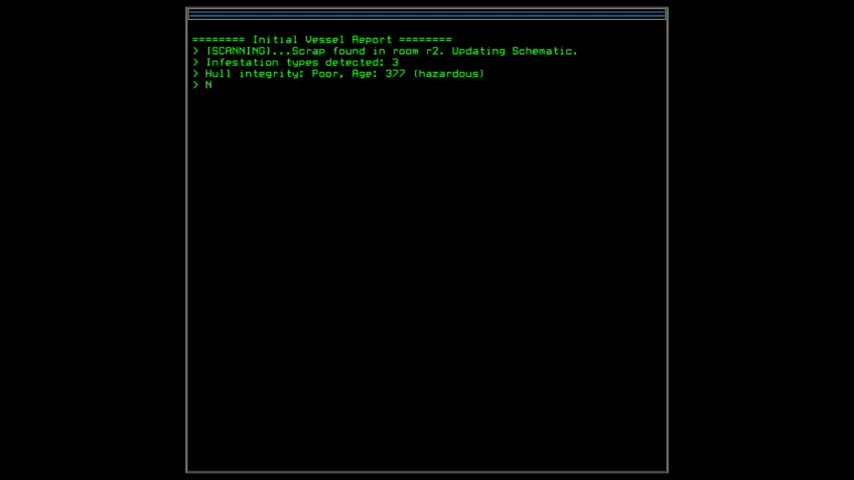 ======== Initial Vessel Report ========
> [SCANNING]...Scrap found in room r2. Updating Schematic.
> Infestation types detected: 3
> Hull integrity: Poor, Age: 377 (hazardous)
> N